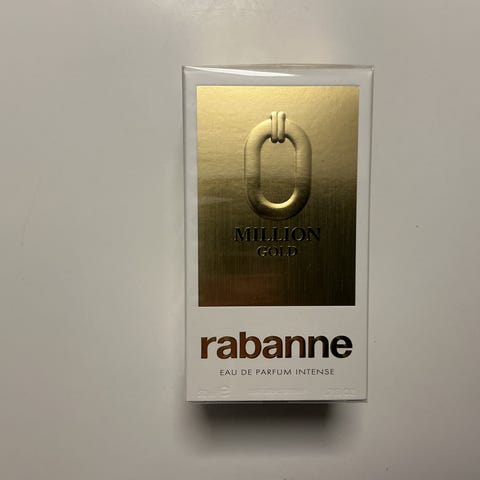 MILLION
GOLD
rabanne
EAU DE PARFUM INTENSE